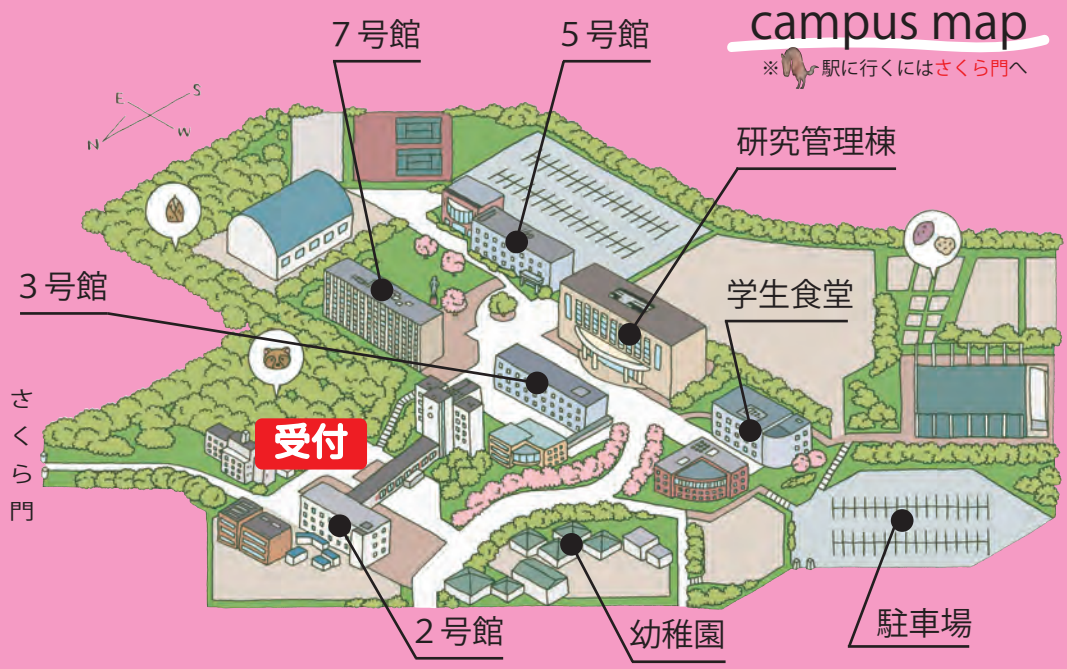 campus map
※駅に行くにはさくら門へ
7号館
5号館
E
S
N
W
研究管理棟
3号館
学生食堂
さくら門
受付
2号館
幼稚園
駐車場